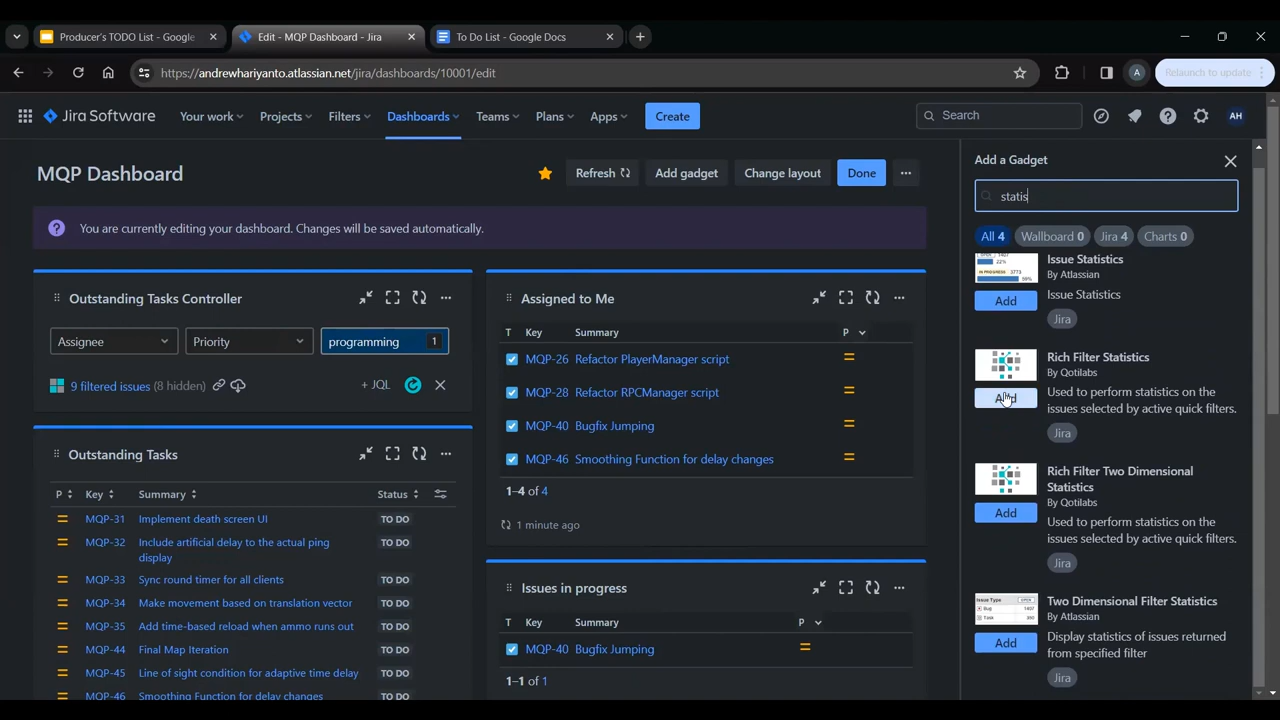 Producer's TODO List - Google
Edit - MQP Dashboard - Jira
To Do List - Google Docs
https://andrewhariyanto.atlassian.net/jira/dashboards/10001/edit
A
Relaunch to update
Jira Software
Your work
Projects
Filters
Dashboards
Teams
Plans
Apps
Create
Search
AH
MQP Dashboard
Refresh
Add gadget
Change layout
Done
You are currently editing your dashboard. Changes will be saved automatically.
Outstanding Tasks Controller
Assignee
Priority
programming 1
9 filtered issues (8 hidden)
+ JQL
Outstanding Tasks
P Key Summary Status
MQP-31 Implement death screen UI TO DO
MQP-32 Include artificial delay to the actual ping TO DO
display
MQP-33 Sync round timer for all clients TO DO
MQP-34 Make movement based on translation vector TO DO
MQP-35 Add time-based reload when ammo runs out TO DO
MQP-44 Final Map Iteration TO DO
MQP-45 Line of sight condition for adaptive time delay TO DO
MQP-46 Smoothing Function for delay changes TO DO
Assigned to Me
T Key Summary P
MQP-26 Refactor PlayerManager script
MQP-28 Refactor RPCManager script
MQP-40 Bugfix Jumping
MQP-46 Smoothing Function for delay changes
1–4 of 4
1 minute ago
Issues in progress
T Key Summary P
MQP-40 Bugfix Jumping
1–1 of 1
Add a Gadget
statis
All 4 Wallboard 0 Jira 4 Charts 0
Issue Statistics
By Atlassian
Add
Issue Statistics
Jira
Rich Filter Statistics
By Qotilabs
Add
Used to perform statistics on the
issues selected by active quick filters.
Jira
Rich Filter Two Dimensional
Statistics
By Qotilabs
Add
Used to perform statistics on the
issues selected by active quick filters.
Jira
Two Dimensional Filter Statistics
By Atlassian
Add
Display statistics of issues returned
from specified filter
Jira